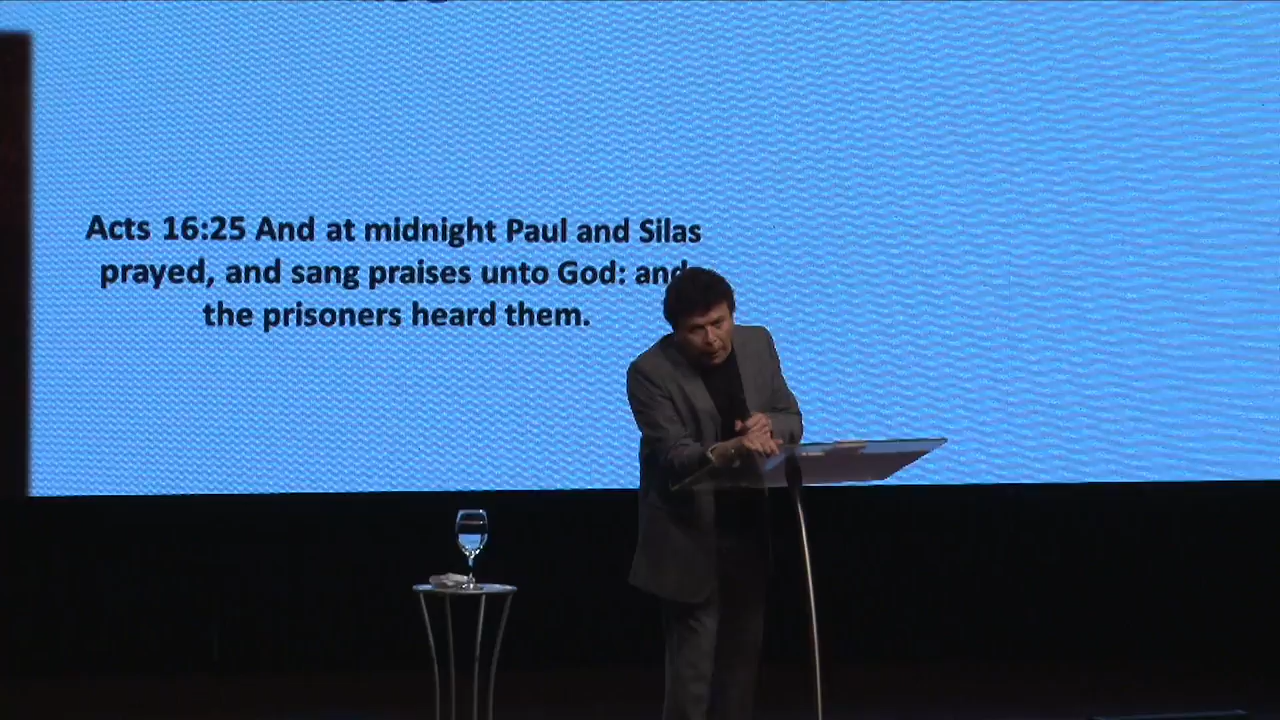 Acts 16:25 And at midnight Paul and Silas
prayed, and sang praises unto God: and
the prisoners heard them.